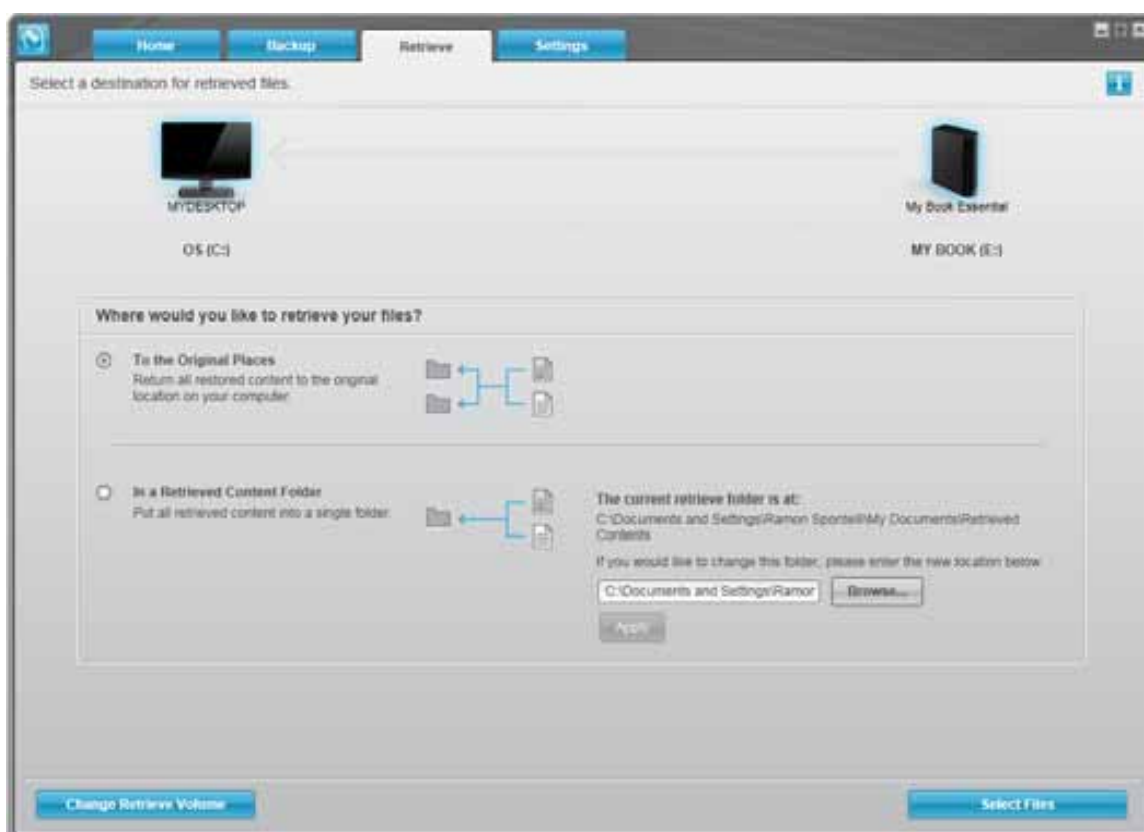 Home
Backup
Retrieve
Settings
Select a destination for retrieved files.
MYDESKTOP
My Book Essential
OS (C:)
MY BOOK (E:)
Where would you like to retrieve your files?
To the Original Places
Return all restored content to the original
location on your computer.
In a Retrieved Content Folder
Put all retrieved content into a single folder.
The current retrieve folder is at:
C:\Documents and Settings\Ramon Spontelli\My Documents\Retrieved
Contents
If you would like to change this folder, please enter the new location below
C:\Documents and Settings\Ramor
Browse...
Apply
Change Retrieve Volume
Select Files